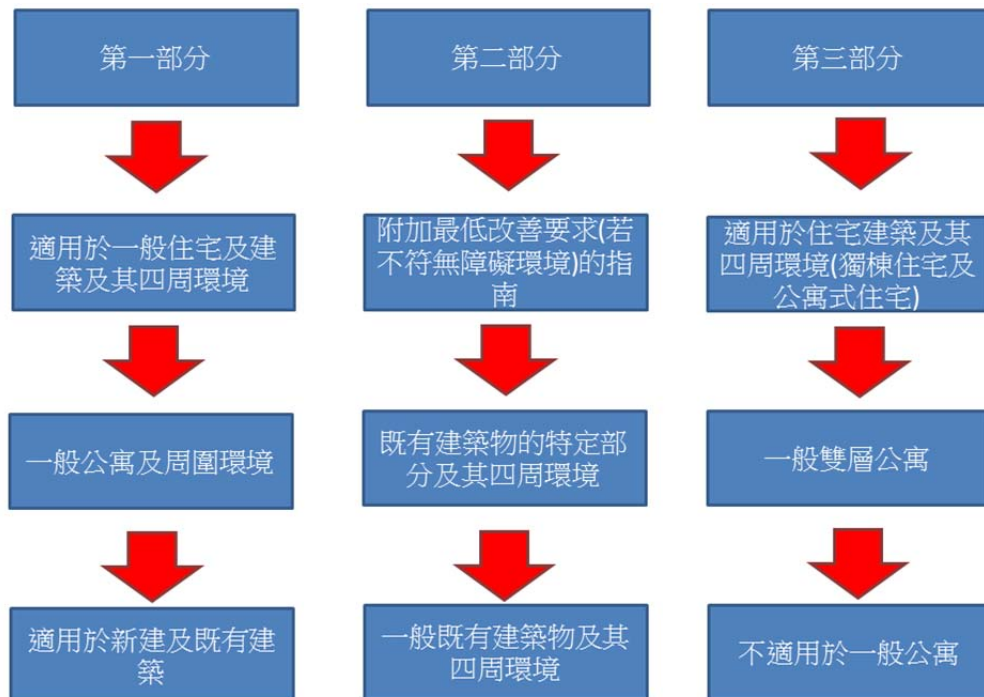 第一部分
第二部分
第三部分
適用於一般住宅及建
築及其四周環境
附加最低改善要求(若
不符無障礙環境)的指
南
適用於住宅建築及其
四周環境(獨棟住宅及
公寓式住宅)
一般公寓及周圍環境
既有建築物的特定部
分及其四周環境
一般雙層公寓
適用於新建及既有建
築
一般既有建築物及其
四周環境
不適用於一般公寓